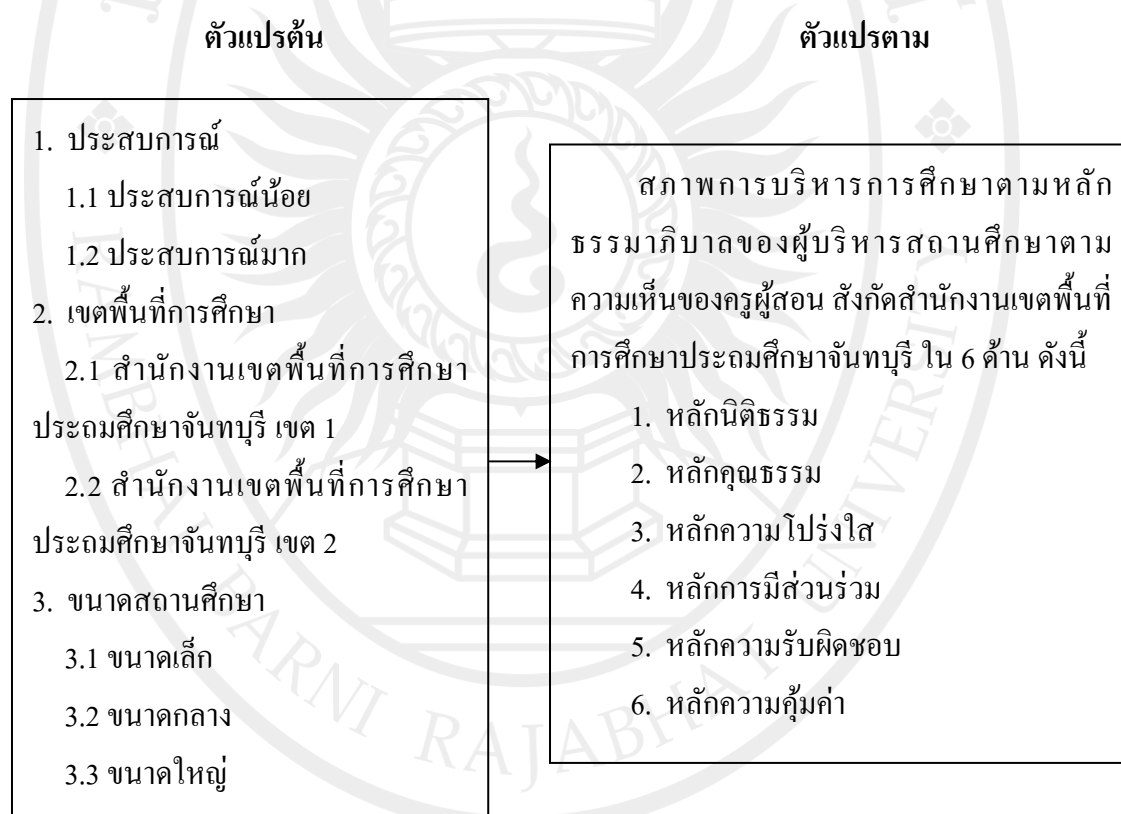 ตัวแปรต้น
ตัวแปรตาม
1. ประสบการณ์
1.1 ประสบการณ์น้อย
1.2 ประสบการณ์มาก
2. เขตพื้นที่การศึกษา
2.1 สำนักงานเขตพื้นที่การศึกษา
ประถมศึกษาจันทบุรี เขต 1
2.2 สำนักงานเขตพื้นที่การศึกษา
ประถมศึกษาจันทบุรี เขต 2
3. ขนาดสถานศึกษา
3.1 ขนาดเล็ก
3.2 ขนาดกลาง
3.3 ขนาดใหญ่
สภาพการบริหารการศึกษาตามหลัก
ธรรมาภิบาลของผู้บริหารสถานศึกษาตาม
ความเห็นของครูผู้สอน สังกัดสำนักงานเขตพื้นที่
การศึกษาประถมศึกษาจันทบุรี ใน 6 ด้าน ดังนี้
1. หลักนิติธรรม
2. หลักคุณธรรม
3. หลักความโปร่งใส
4. หลักการมีส่วนร่วม
5. หลักความรับผิดชอบ
6. หลักความคุ้มค่า
RAMBHAI BARNI RAJABHAT UNIVERSITY